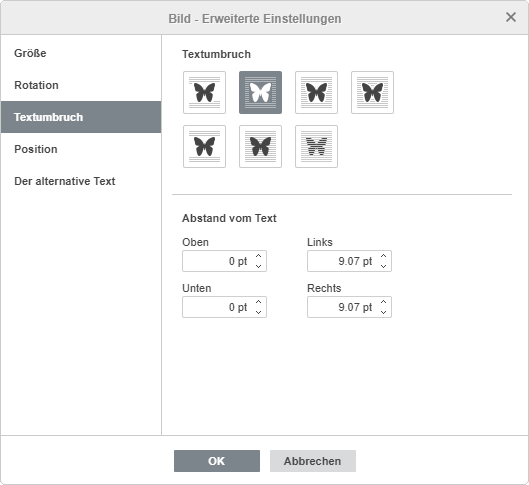 Bild - Erweiterte Einstellungen
Größe
Rotation
Textumbruch
Position
Der alternative Text
Textumbruch
Abstand vom Text
Oben
Links
0 pt
9.07 pt
Unten
Rechts
0 pt
9.07 pt
OK
Abbrechen